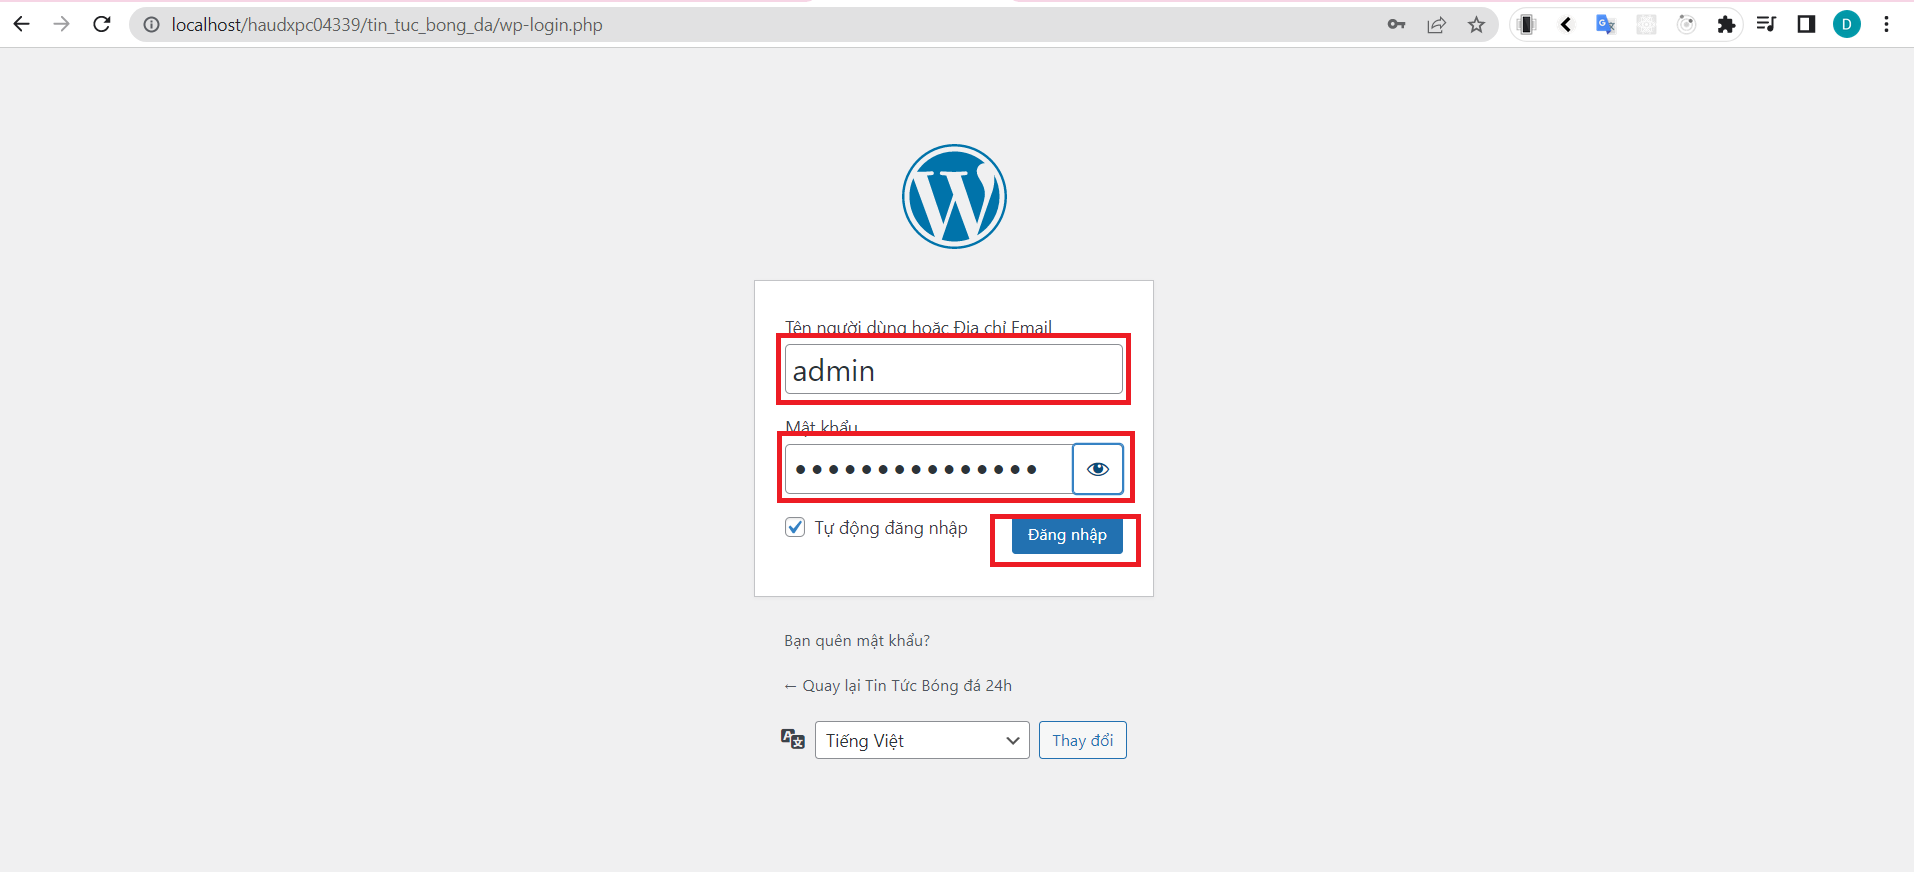 localhost/haudxpc04339/tin_tuc_bong_da/wp-login.php
D
Tên người dùng hoặc Địa chỉ Email
admin
Mật khẩu
Tự động đăng nhập
Đăng nhập
Bạn quên mật khẩu?
← Quay lại Tin Tức Bóng đá 24h
Tiếng Việt
Thay đổi